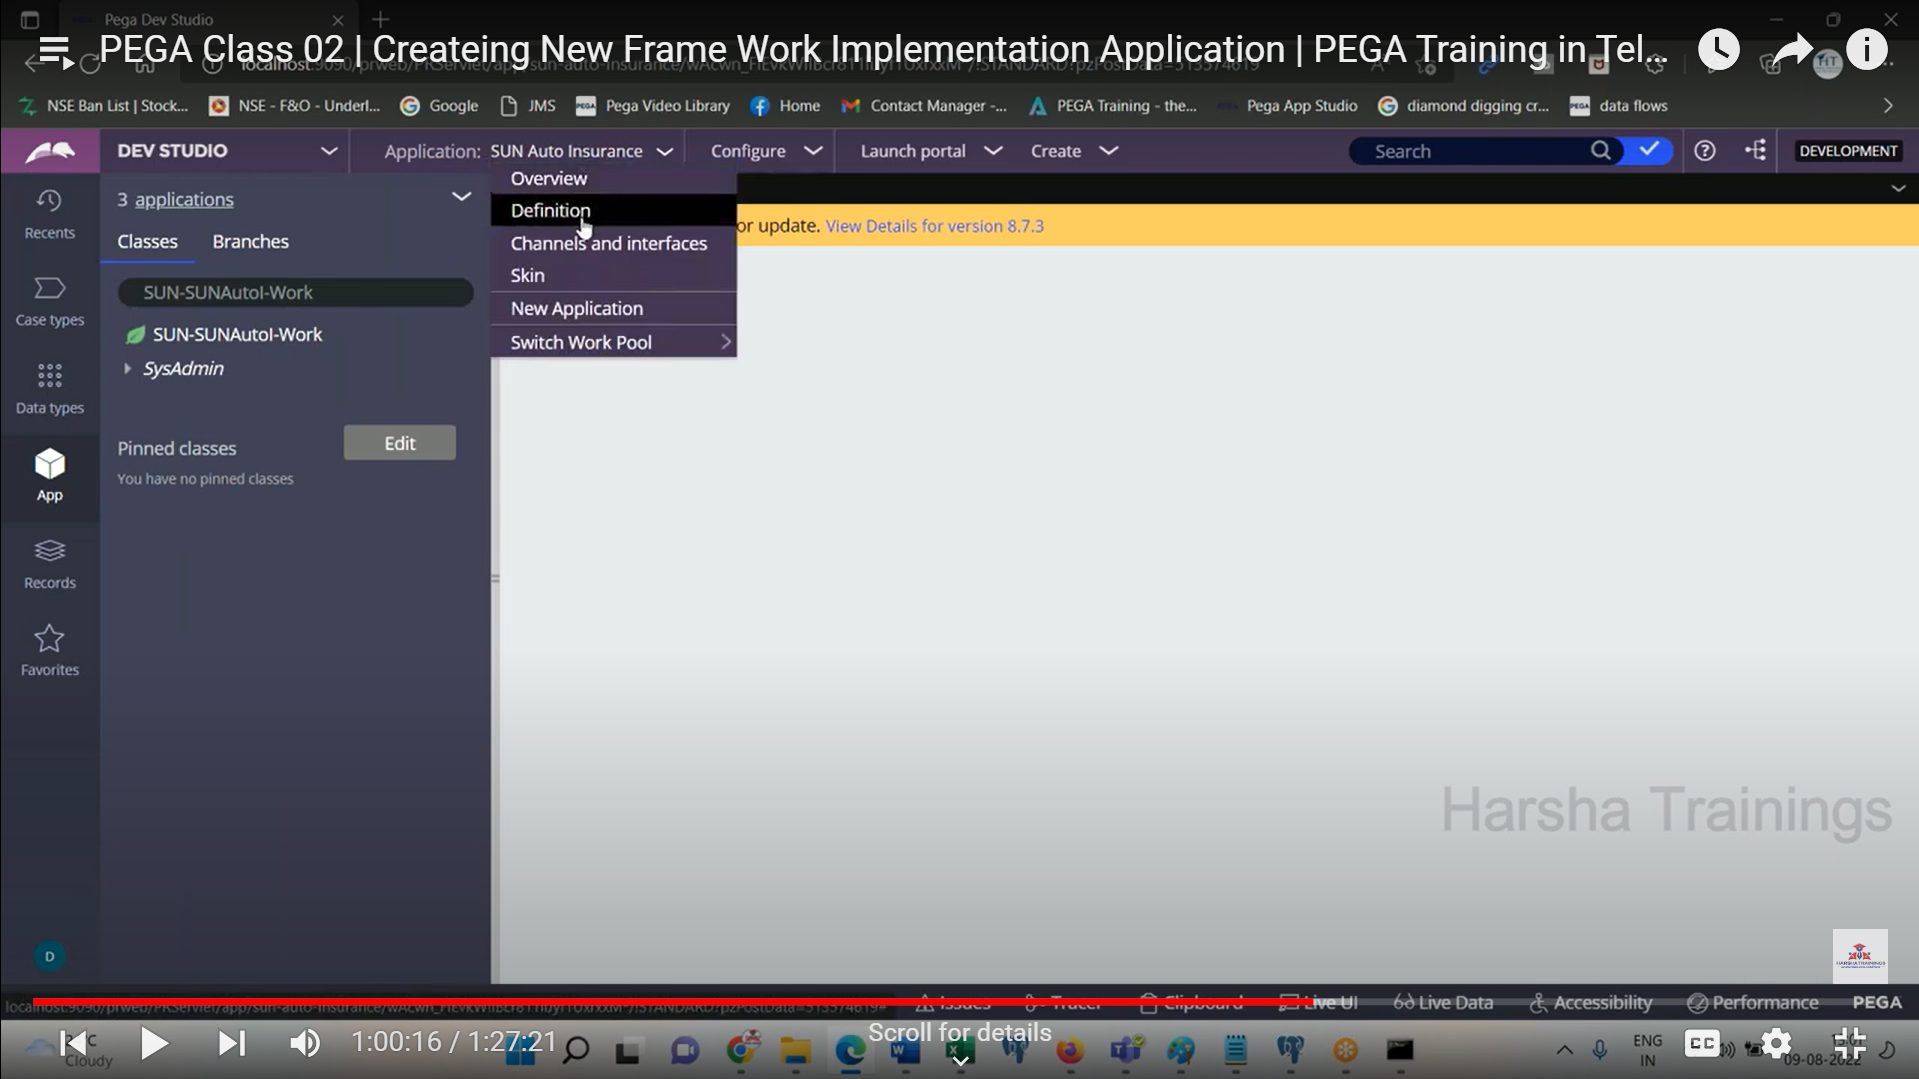 Pega Dev Studio
PEGA Class 02 | Createing New Frame Work Implementation Application | PEGA Training in Tel...
NSE Ban List | Stock...
NSE - F&O - Underl...
Google
JMS
Pega Video Library
Home
Contact Manager -...
PEGA Training - the...
Pega App Studio
diamond digging cr...
data flows
DEV STUDIO
Application: SUN Auto Insurance
Configure
Launch portal
Create
Search
DEVELOPMENT
Recents
Case types
Data types
App
Records
Favorites
3 applications
Classes
Branches
SUN-SUNAutoI-Work
SUN-SUNAutoI-Work
SysAdmin
Pinned classes
Edit
You have no pinned classes
Overview
Definition
Channels and interfaces
Skin
New Application
Switch Work Pool
or update. View Details for version 8.7.3
Harsha Trainings
HARSHA TRAININGS
D
Issues
Tracer
Clipboard
Live UI
Live Data
Accessibility
Performance
PEGA
1:00:16 / 1:27:21
Scroll for details
Cloudy
ENG
IN
CC
09-08-2022